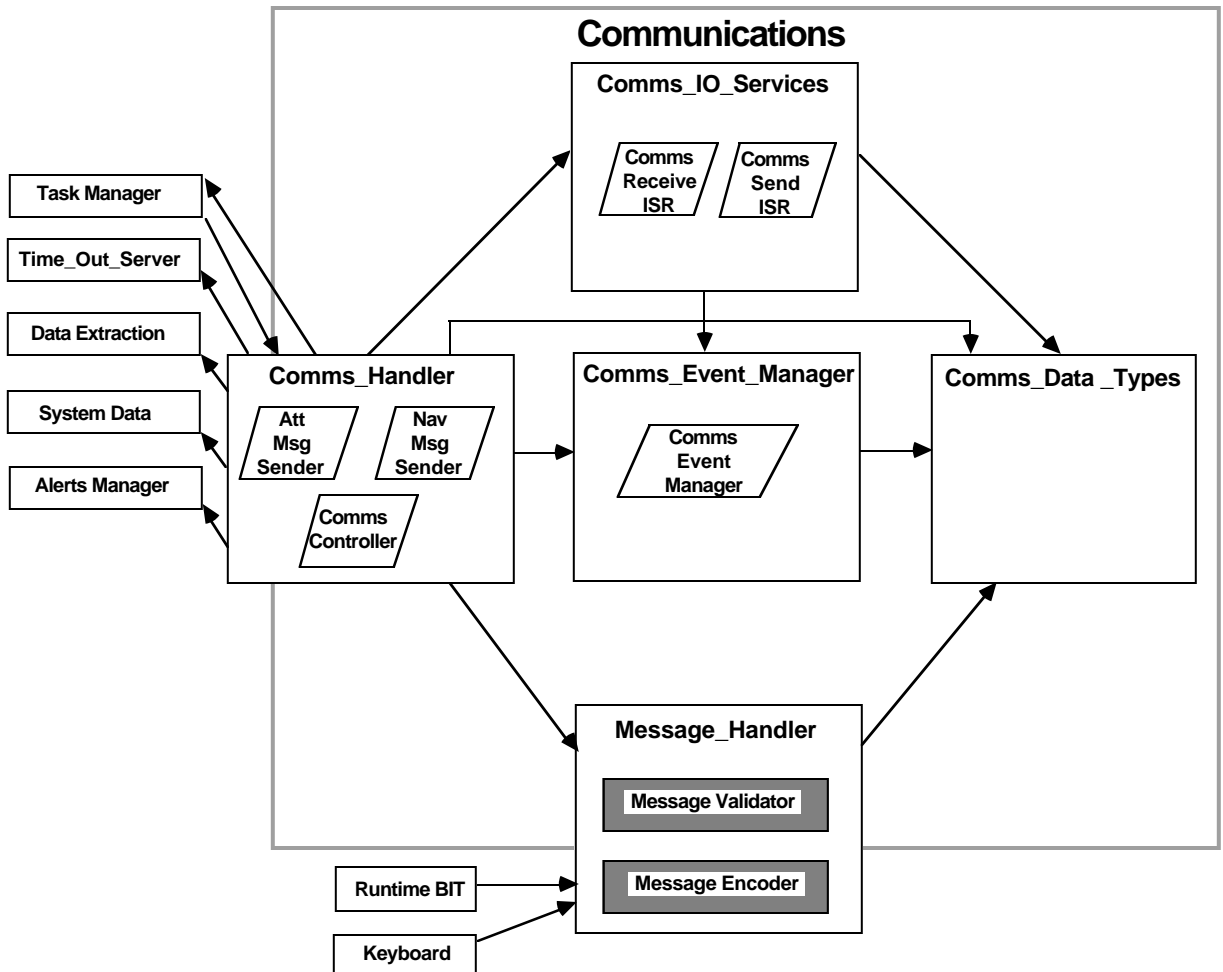 Communications
Comms_IO_Services
Comms
Receive
ISR
Comms
Send
ISR
Task Manager
Time_Out_Server
Data Extraction
System Data
Alerts Manager
Comms_Handler
Att
Msg
Sender
Nav
Msg
Sender
Comms
Controller
Comms_Event_Manager
Comms
Event
Manager
Comms_Data _Types
Message_Handler
Message Validator
Message Encoder
Runtime BIT
Keyboard